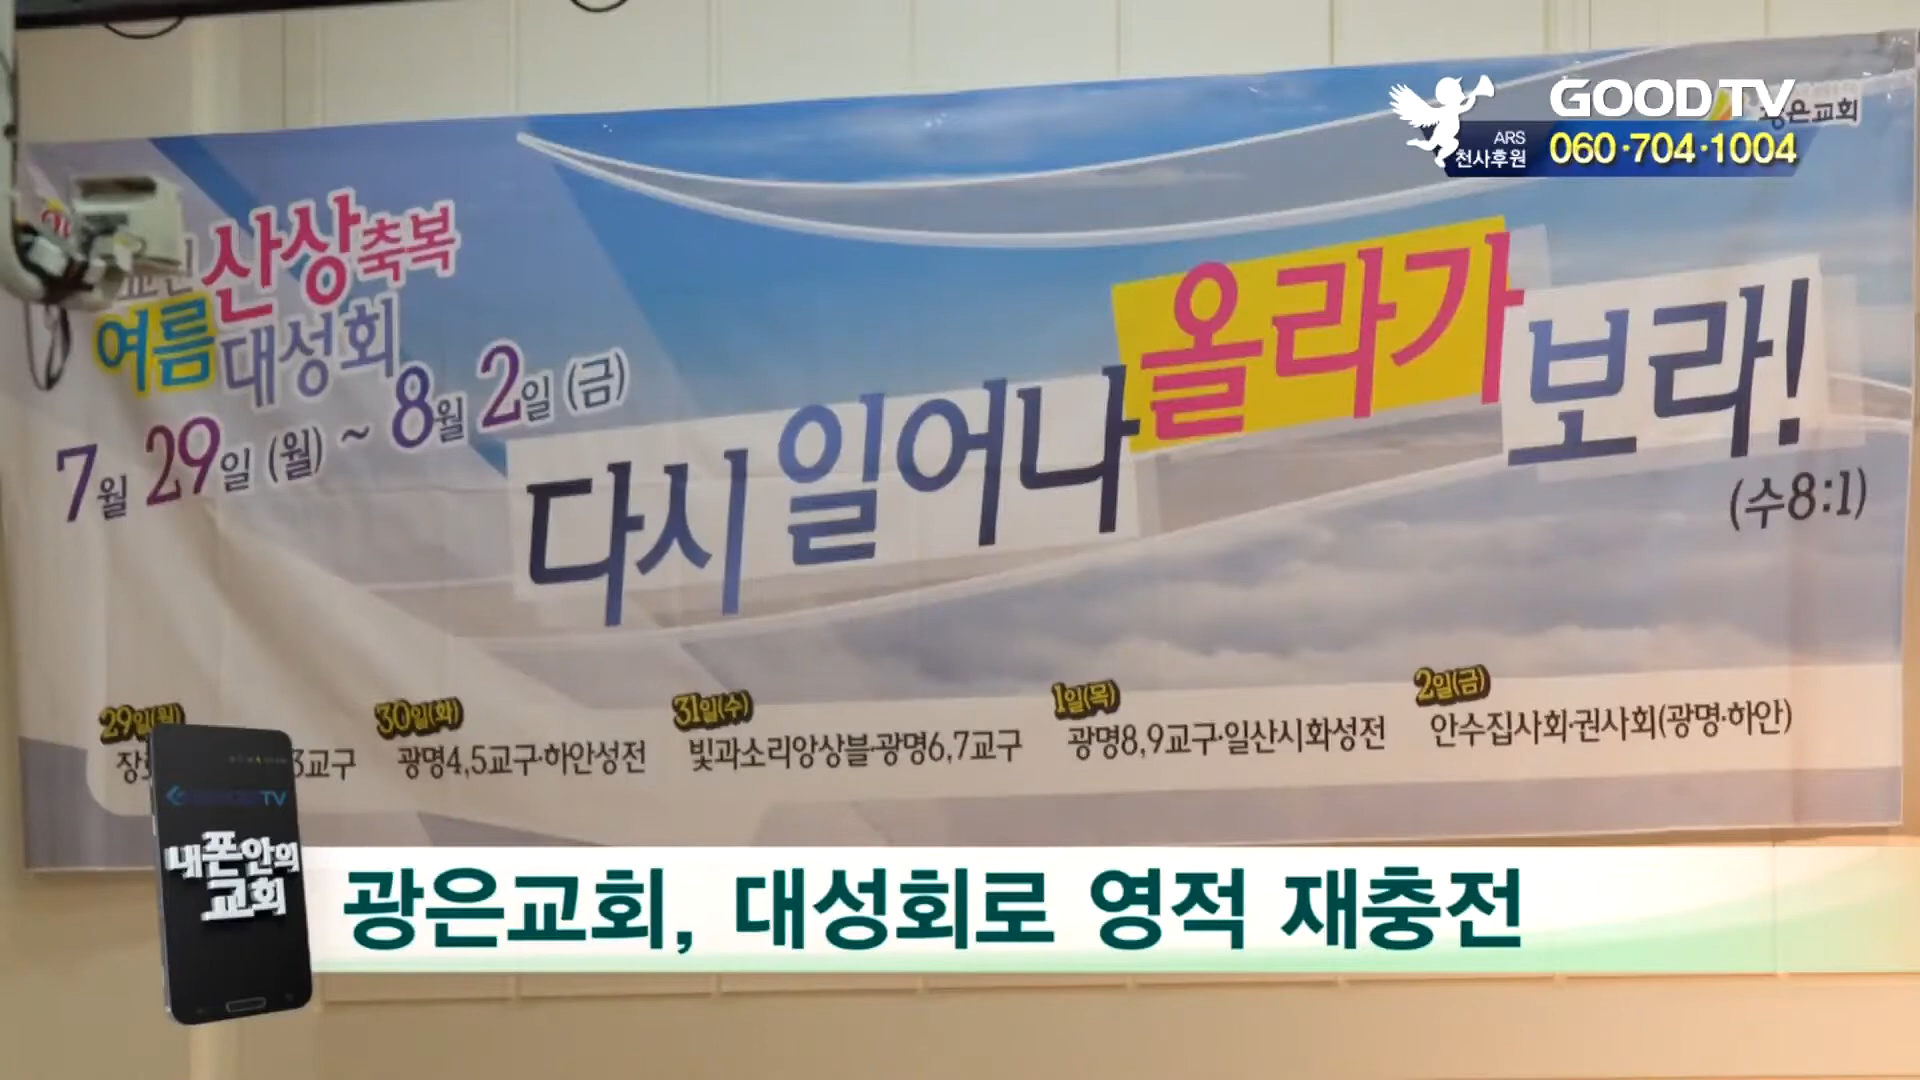 GOODTV
은교회
ARS
천사후원
060·704·1004
산상축복
여름대성회
7월 29일 (월) ~ 8월 2일 (금)
다시 일어나 올라가 보라!
(수8:1)
29일(월)
3교구
30일(화)
광명4,5교구·하안성전
31일(수)
빛과소리앙상블·광명6,7교구
1일(목)
광명8,9교구·일산시화성전
2일(금)
안수집사회·권사회(광명·하안)
TV
내폰안의
교회
광은교회, 대성회로 영적 재충전